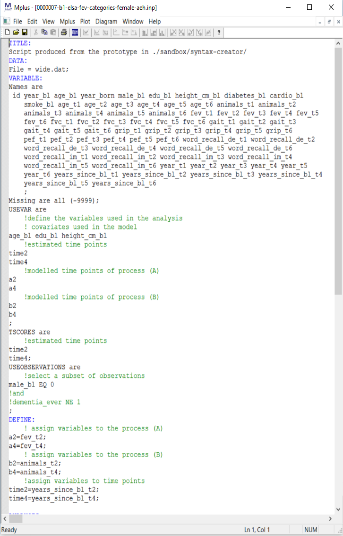 Mplus - [0000007-b1-elsa-fev-categories-female-aeh.inp]
File Edit View Mplus Plot Diagram Window Help
TITLE:
Script produced from the prototype in ./sandbox/syntax-creator/
DATA:
File = wide.dat;
VARIABLE:
Names are
id year_bl age_bl year_born male_bl edu_bl height_cm_bl diabetes_bl cardio_bl
smoke_bl age_t1 age_t2 age_t3 age_t4 age_t5 age_t6 animals_t1 animals_t2
animals_t3 animals_t4 animals_t5 animals_t6 fev_t1 fev_t2 fev_t3 fev_t4 fev_t5
fev_t6 fvc_t1 fvc_t2 fvc_t3 fvc_t4 fvc_t5 fvc_t6 gait_t1 gait_t2 gait_t3
gait_t4 gait_t5 gait_t6 grip_t1 grip_t2 grip_t3 grip_t4 grip_t5 grip_t6
pef_t1 pef_t2 pef_t3 pef_t4 pef_t5 pef_t6 word_recall_de_t1 word_recall_de_t2
word_recall_de_t3 word_recall_de_t4 word_recall_de_t5 word_recall_de_t6
word_recall_im_t1 word_recall_im_t2 word_recall_im_t3 word_recall_im_t4
word_recall_im_t5 word_recall_im_t6 year_t1 year_t2 year_t3 year_t4 year_t5
year_t6 years_since_bl_t1 years_since_bl_t2 years_since_bl_t3 years_since_bl_t4
years_since_bl_t5 years_since_bl_t6
;
Missing are all (-9999);
USEVAR are
!define the variables used in the analysis
! covariates used in the model
age_bl edu_bl height_cm_bl
!estimated time points
time2
time4
!modelled time points of process (A)
a2
a4
!modelled time points of process (B)
b2
b4
;
TSCORES are
!estimated time points
time2
time4;
USEOBSERVATIONS are
!select a subset of observations
male_bl EQ 0
!and
!dementia_ever NE 1
;
DEFINE:
! assign variables to the process (A)
a2=fev_t2;
a4=fev_t4;
! assign variables to the process (B)
b2=animals_t2;
b4=animals_t4;
!assign variables to time points
time2=years_since_bl_t2;
time4=years_since_bl_t4;
Ready
Ln 1, Col 1
NUM